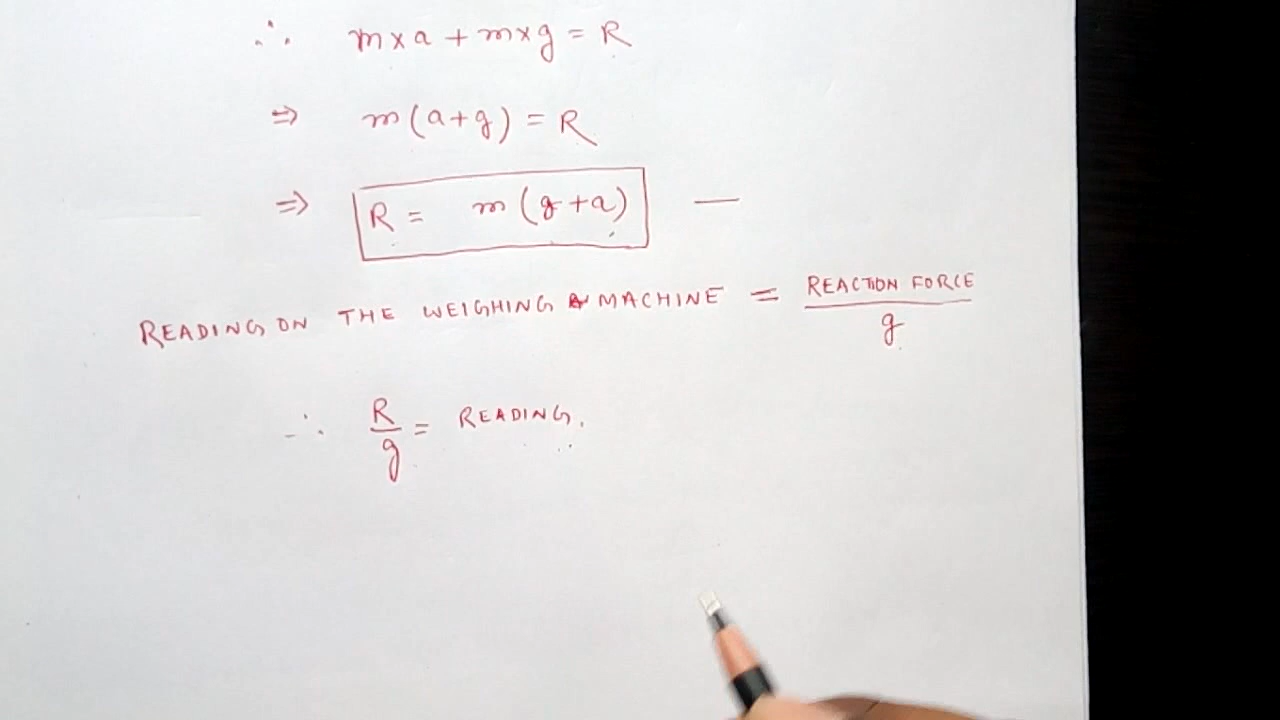 ∴ m×a + m×g = R
⇒ m(a+g) = R
⇒ R = m(g+a) —
READING ON THE WEIGHING MACHINE = REACTION FORCE / g
∴ R/g = READING.